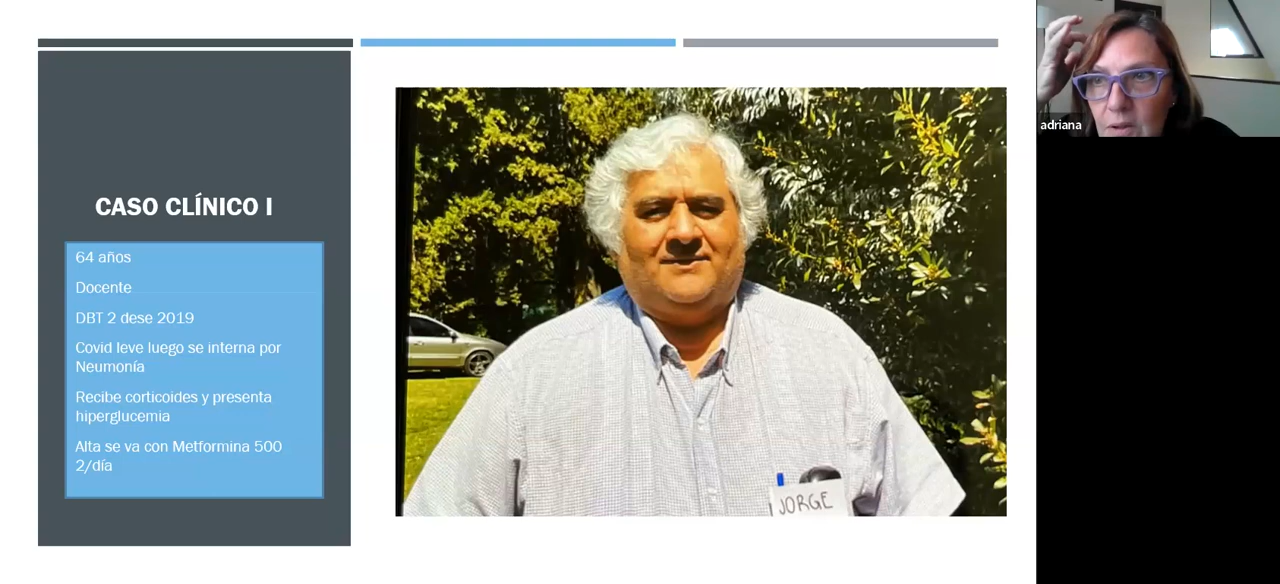 CASO CLÍNICO I
64 años
Docente
DBT 2 dese 2019
Covid leve luego se interna por
Neumonía
Recibe corticoides y presenta
hiperglucemia
Alta se va con Metformina 500
2/día
JORGE
adriana